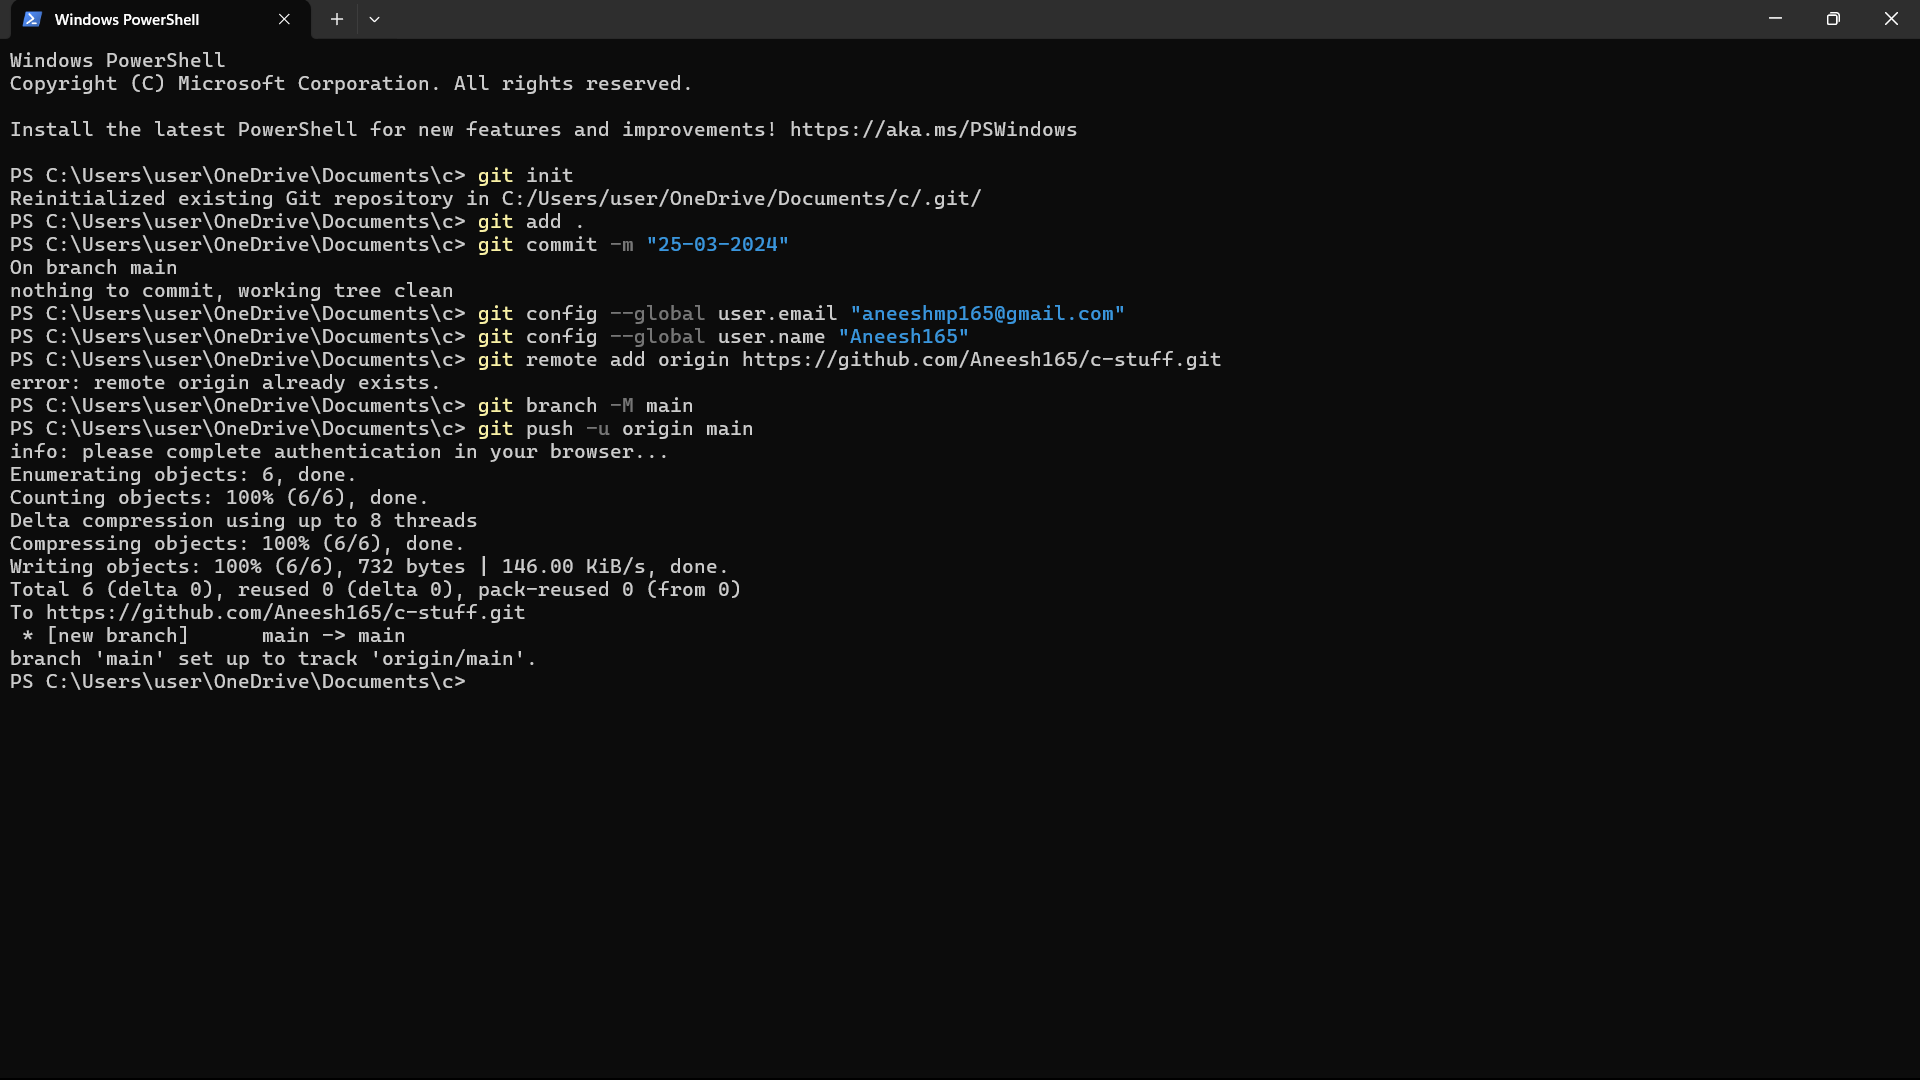 Windows PowerShell
Windows PowerShell
Copyright (C) Microsoft Corporation. All rights reserved.
Install the latest PowerShell for new features and improvements! https://aka.ms/PSWindows
PS C:\Users\user\OneDrive\Documents\c> git init
Reinitialized existing Git repository in C:/Users/user/OneDrive/Documents/c/.git/
PS C:\Users\user\OneDrive\Documents\c> git add .
PS C:\Users\user\OneDrive\Documents\c> git commit -m "25-03-2024"
On branch main
nothing to commit, working tree clean
PS C:\Users\user\OneDrive\Documents\c> git config --global user.email "aneeshmp165@gmail.com"
PS C:\Users\user\OneDrive\Documents\c> git config --global user.name "Aneesh165"
PS C:\Users\user\OneDrive\Documents\c> git remote add origin https://github.com/Aneesh165/c-stuff.git
error: remote origin already exists.
PS C:\Users\user\OneDrive\Documents\c> git branch -M main
PS C:\Users\user\OneDrive\Documents\c> git push -u origin main
info: please complete authentication in your browser...
Enumerating objects: 6, done.
Counting objects: 100% (6/6), done.
Delta compression using up to 8 threads
Compressing objects: 100% (6/6), done.
Writing objects: 100% (6/6), 732 bytes | 146.00 KiB/s, done.
Total 6 (delta 0), reused 0 (delta 0), pack-reused 0 (from 0)
To https://github.com/Aneesh165/c-stuff.git
 * [new branch]      main -> main
branch 'main' set up to track 'origin/main'.
PS C:\Users\user\OneDrive\Documents\c>